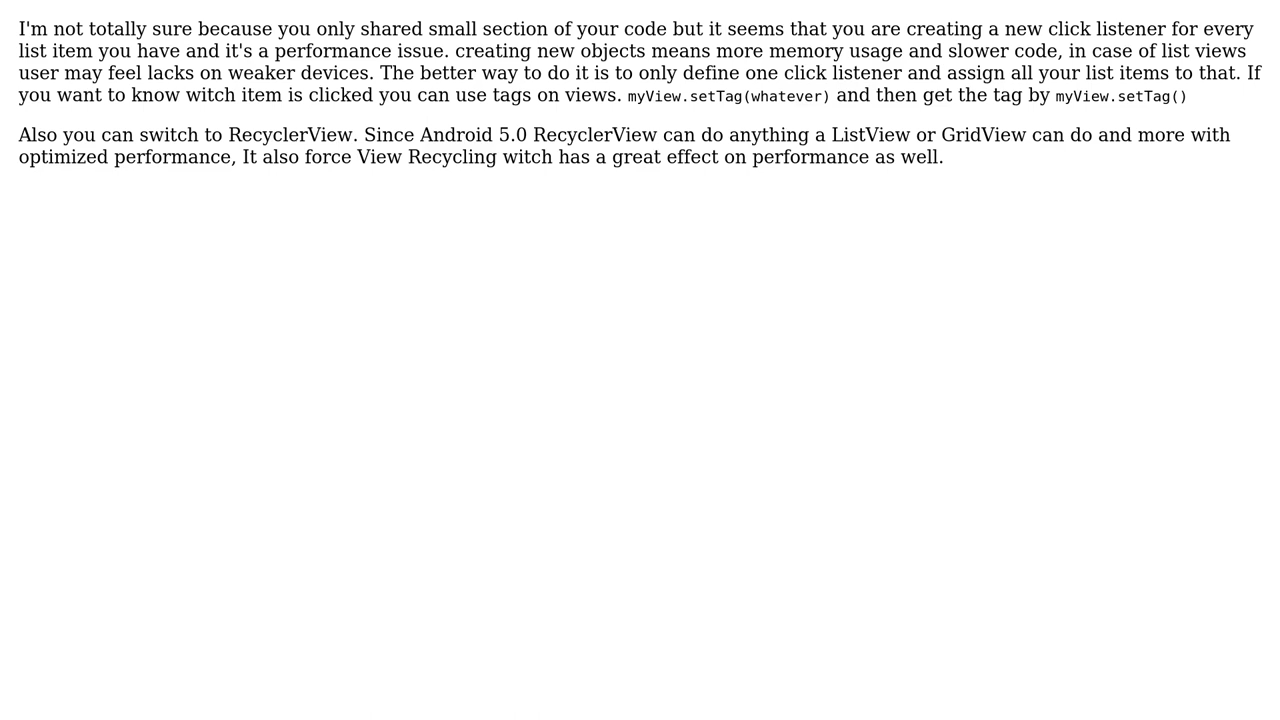 I'm not totally sure because you only shared small section of your code but it seems that you are creating a new click listener for every
list item you have and it's a performance issue. creating new objects means more memory usage and slower code, in case of list views
user may feel lacks on weaker devices. The better way to do it is to only define one click listener and assign all your list items to that. If
you want to know witch item is clicked you can use tags on views. myView.setTag(whatever) and then get the tag by myView.setTag()
Also you can switch to RecyclerView. Since Android 5.0 RecyclerView can do anything a ListView or GridView can do and more with
optimized performance, It also force View Recycling witch has a great effect on performance as well.